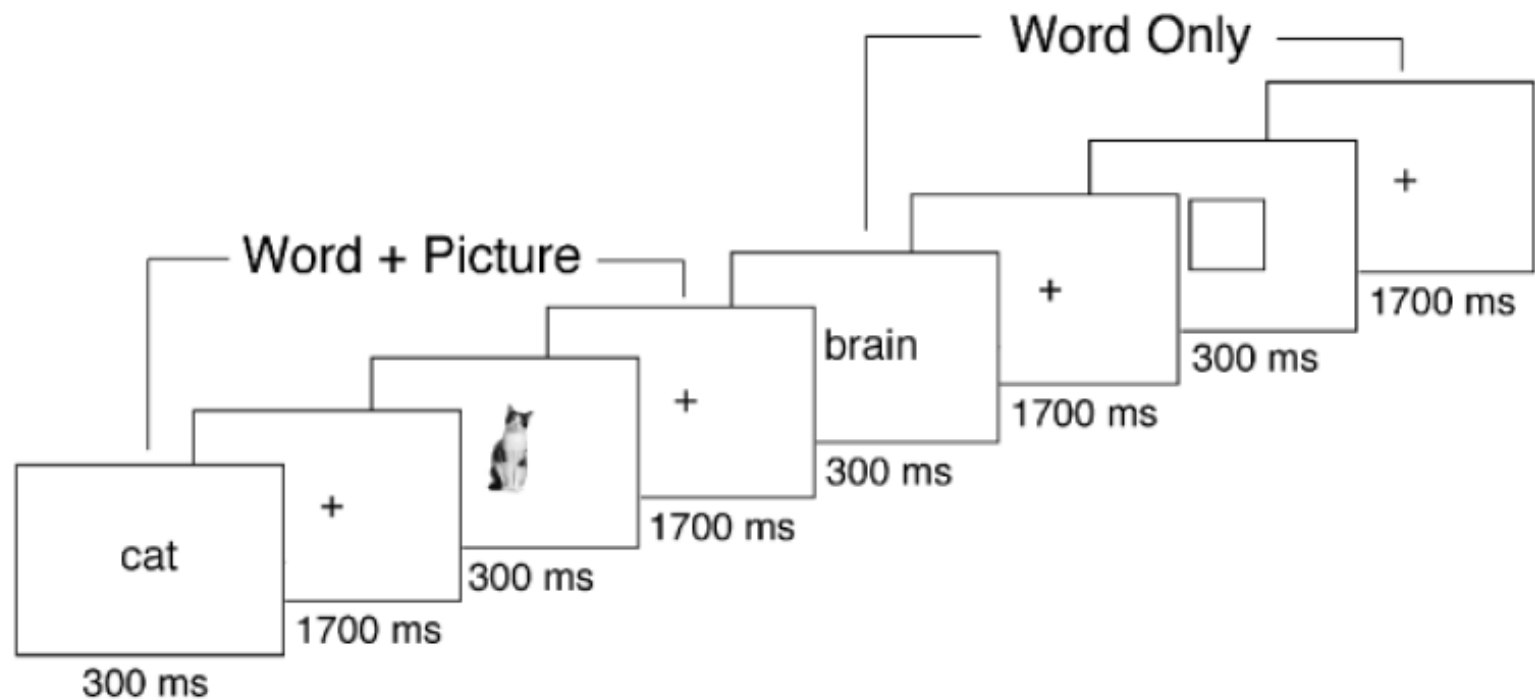 Word Only
+
1700 ms
300 ms
Word + Picture
brain
+
1700 ms
300 ms
+
1700 ms
300 ms
cat
+
1700 ms
300 ms